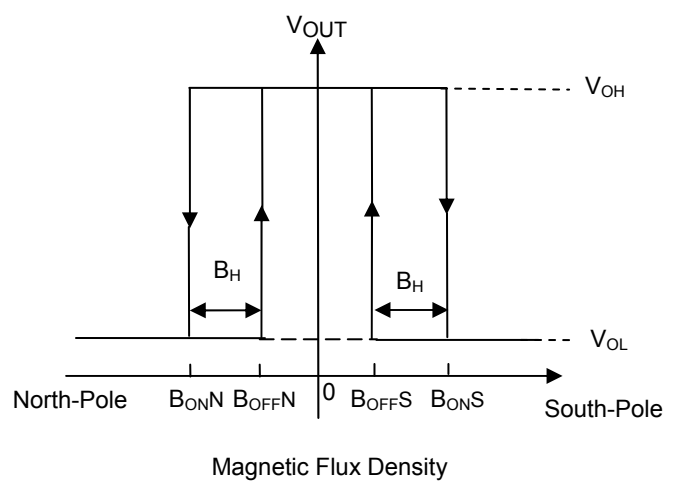 VOUT
VOH
BH
BH
VOL
0
North-Pole
BONN
BOFFN
BOFFS
BONS
South-Pole
Magnetic Flux Density